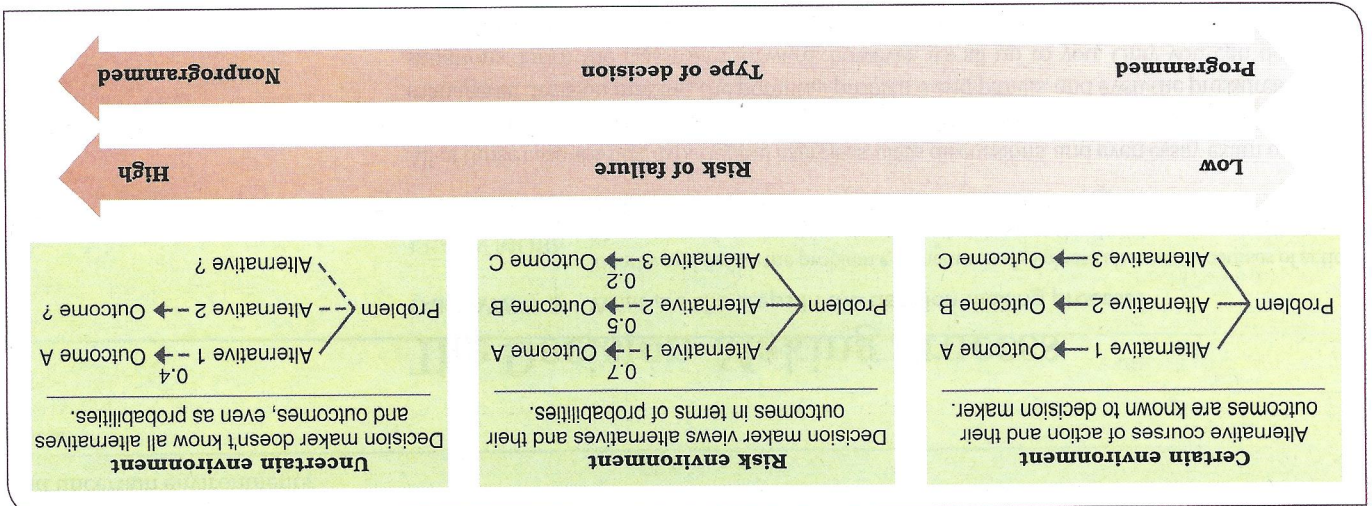 Certain environment
Alternative courses of action and their
outcomes are known to decision maker.
Alternative 1 Outcome A
Problem Alternative 2 Outcome B
Alternative 3 Outcome C
Risk environment
Decision maker views alternatives and their
outcomes in terms of probabilities.
0.7
Alternative 1 Outcome A
0.5
Problem Alternative 2 Outcome B
0.2
Alternative 3 Outcome C
Uncertain environment
Decision maker doesn't know all alternatives
and outcomes, even as probabilities.
0.4
Alternative 1 Outcome A
Problem Alternative 2 Outcome ?
Alternative ?
Low Risk of failure High
Programmed Type of decision Nonprogrammed